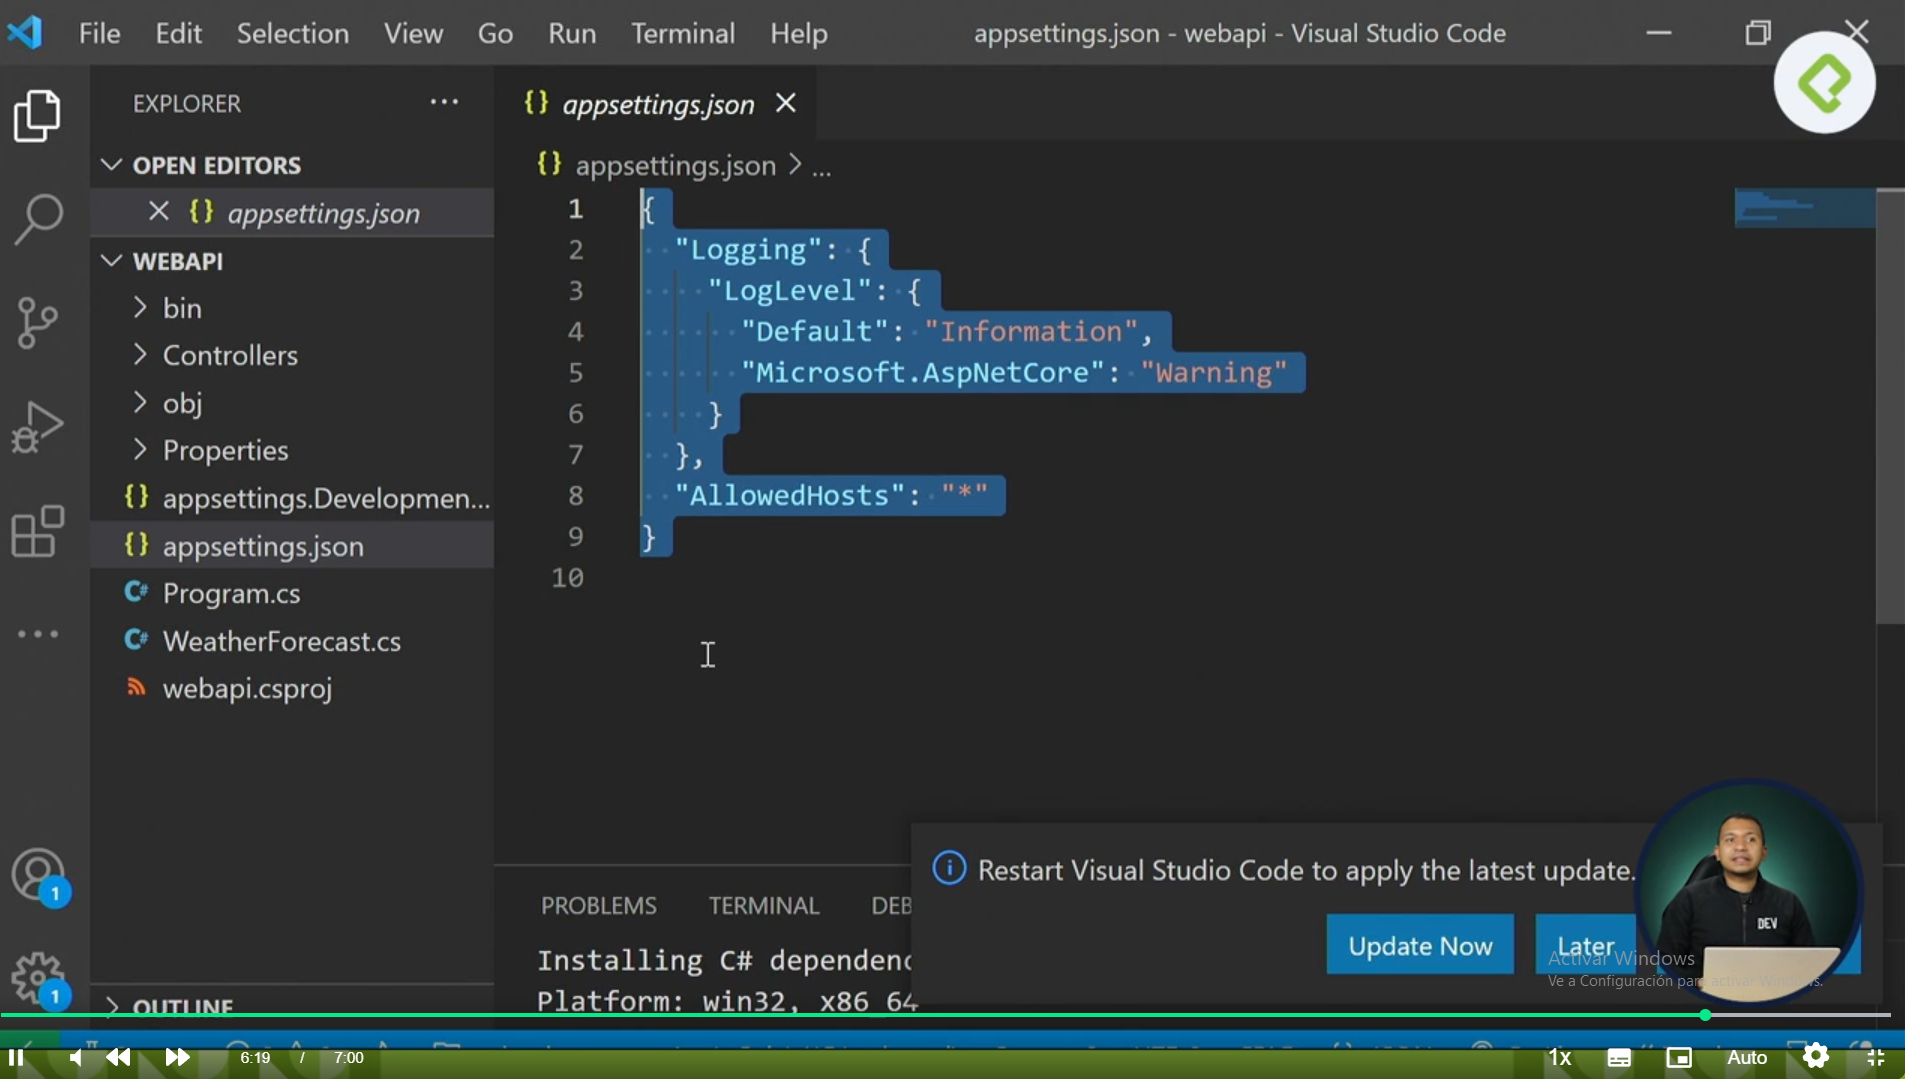 File Edit Selection View Go Run Terminal Help
appsettings.json - webapi - Visual Studio Code
EXPLORER
OPEN EDITORS
{} appsettings.json
WEBAPI
bin
Controllers
obj
Properties
{} appsettings.Developmen...
{} appsettings.json
C# Program.cs
C# WeatherForecast.cs
webapi.csproj
OUTLINE
1
1
{} appsettings.json
{} appsettings.json > ...
1 {
2 "Logging": {
3 "LogLevel": {
4 "Default": "Information",
5 "Microsoft.AspNetCore": "Warning"
6 }
7 },
8 "AllowedHosts": "*"
9 }
10
PROBLEMS TERMINAL DEB
Installing C# dependenc
Platform: win32, x86_64
Restart Visual Studio Code to apply the latest update.
Update Now Later
DEV
Activar Windows
Ve a Configuración para activar Windows.
6:19 / 7:00
1x Auto